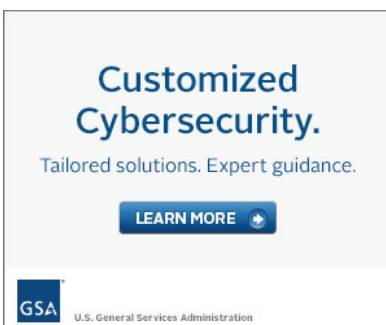 Customized
Cybersecurity.
Tailored solutions. Expert guidance.
LEARN MORE
GSA
U.S. General Services Administration